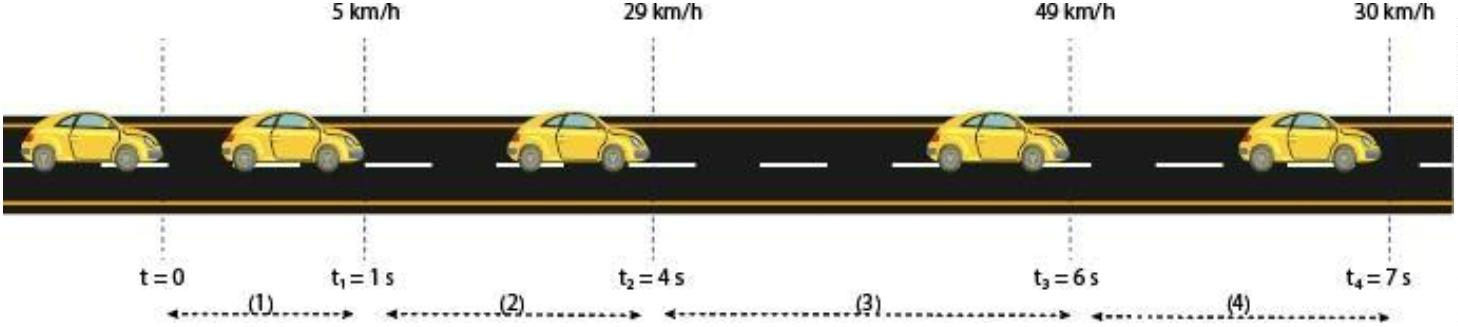 5 km/h 29 km/h 49 km/h 30 km/h
t = 0 t₁ = 1 s t₂ = 4 s t₃ = 6 s t₄ = 7 s
(1) (2) (3) (4)